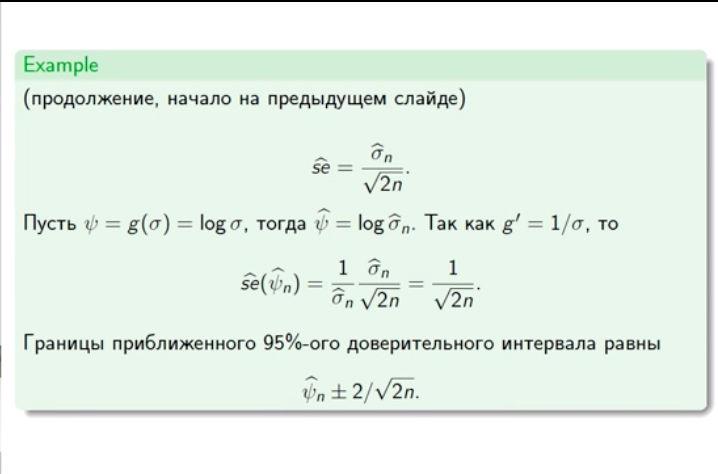 Example
(продолжение, начало на предыдущем слайде)
$\widehat{se} = \frac{\widehat{\sigma}_n}{\sqrt{2n}}.$
Пусть $\psi = g(\sigma) = \log \sigma$, тогда $\widehat{\psi} = \log \widehat{\sigma}_n$. Так как $g' = 1/\sigma$, то
$\widehat{se}(\widehat{\psi}_n) = \frac{1}{\widehat{\sigma}_n} \frac{\widehat{\sigma}_n}{\sqrt{2n}} = \frac{1}{\sqrt{2n}}.$
Границы приближенного 95%-ого доверительного интервала равны
$\widehat{\psi}_n \pm 2/\sqrt{2n}.$